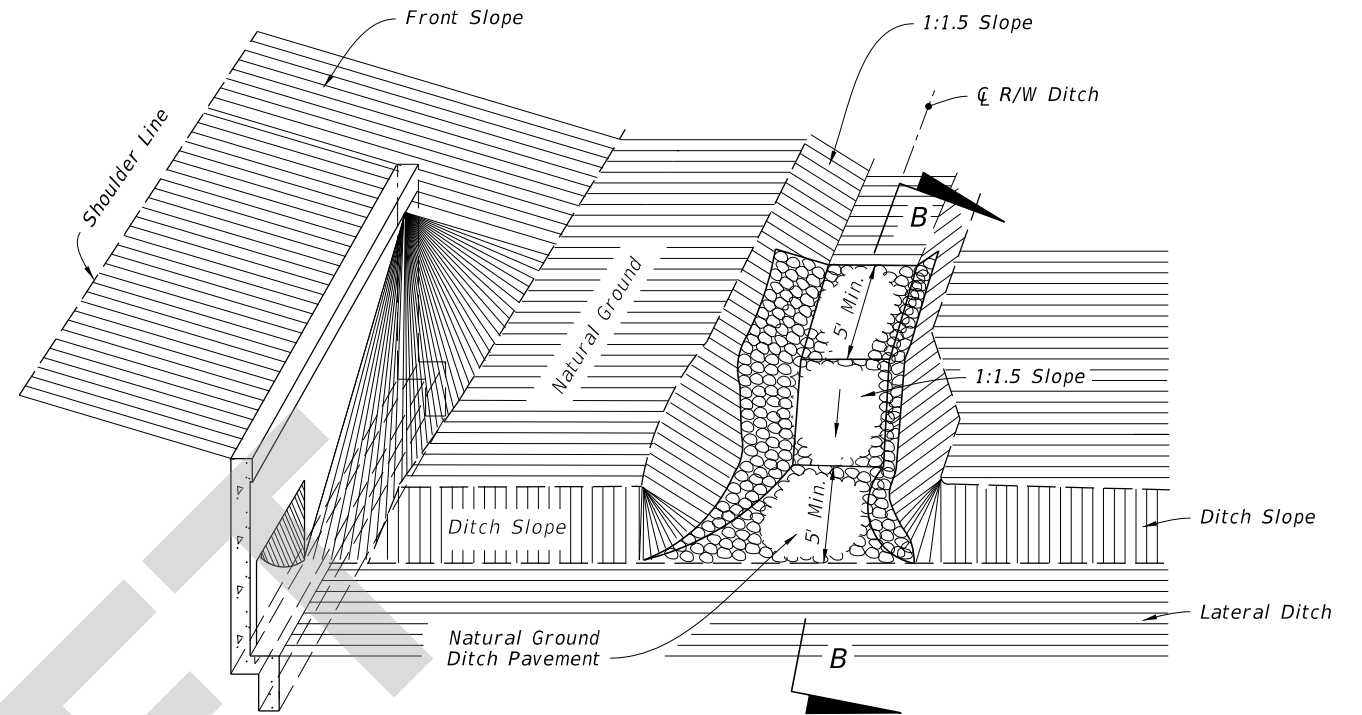 Front Slope
1:1.5 Slope
℄ R/W Ditch
Shoulder Line
B
Natural Ground
5' Min.
1:1.5 Slope
5' Min.
Ditch Slope
Ditch Slope
Lateral Ditch
Natural Ground
Ditch Pavement
B